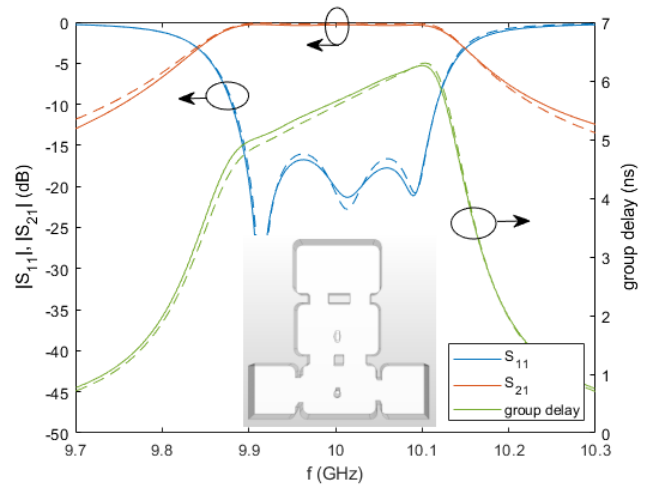 0 -5 -10 -15 -20 -25 -30 -35 -40 -45 -50
|S11|, |S21| (dB)
7 6 5 4 3 2 1 0
group delay (ns)
S11
S21
group delay
9.7 9.8 9.9 10 10.1 10.2 10.3
f (GHz)